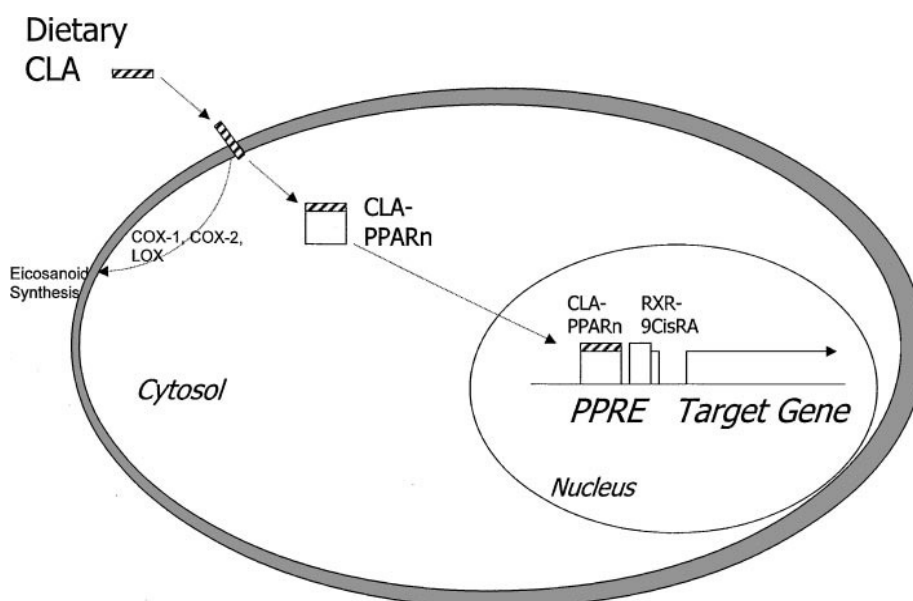 Dietary
CLA
COX-1, COX-2,
LOX
Eicosanoid
Synthesis
CLA-
PPARn
CLA-
PPARn
RXR-
9CisRA
Cytosol
PPRE
Target Gene
Nucleus